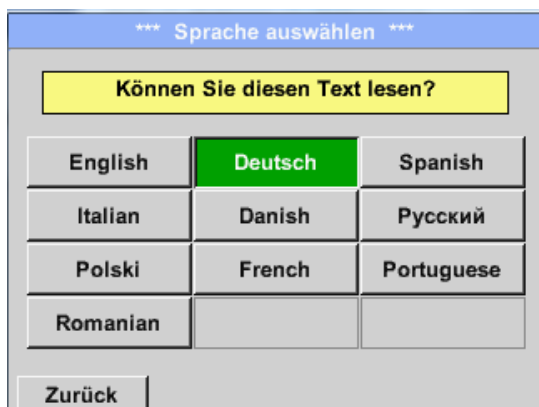 *** Sprache auswählen ***
Können Sie diesen Text lesen?
English Deutsch Spanish
Italian Danish Русский
Polski French Portuguese
Romanian
Zurück